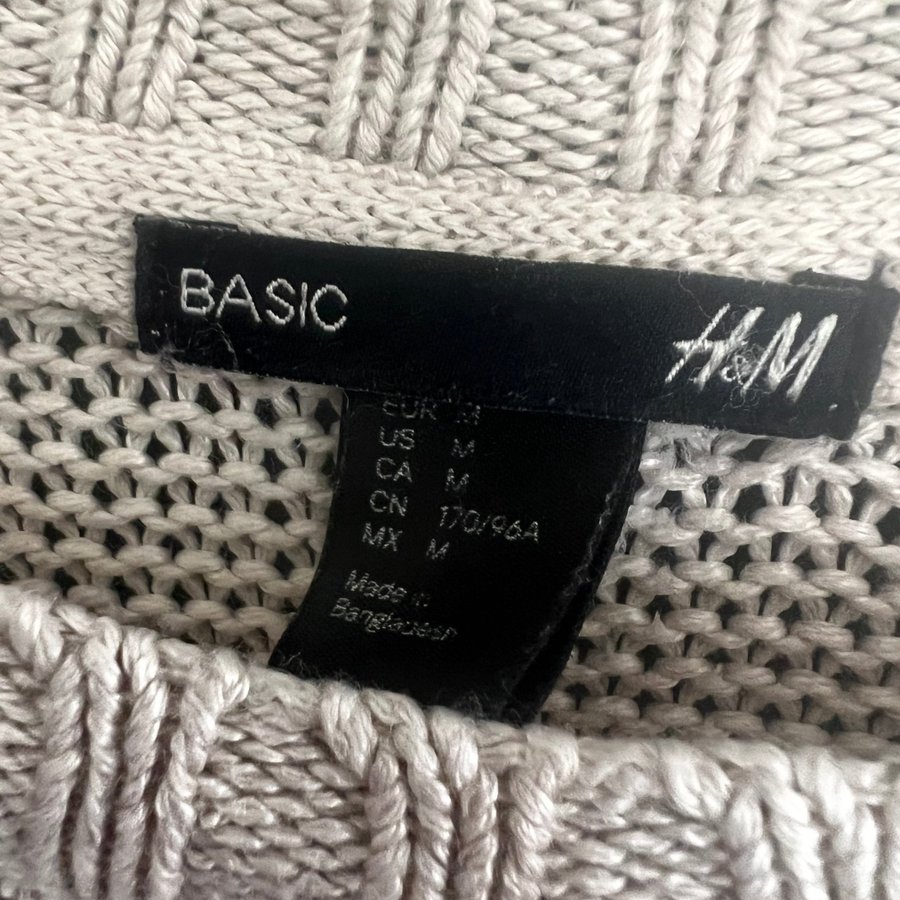 BASIC H&M
EUR M
US M
CA M
CN 170/96A
MX M
Made in
Bangladesh